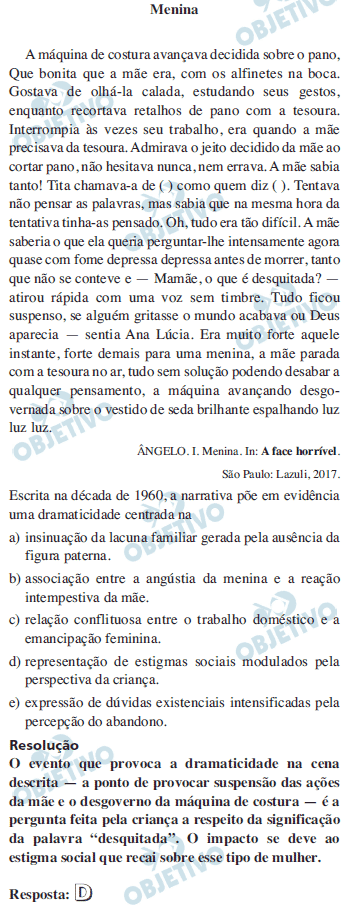 Menina
A máquina de costura avançava decidida sobre o pano,
Que bonita que a mãe era, com os alfinetes na boca.
Gostava de olhá-la calada, estudando seus gestos,
enquanto recortava retalhos de pano com a tesoura.
Interrompia às vezes seu trabalho, era quando a mãe
precisava da tesoura. Admirava o jeito decidido da mãe ao
cortar pano, não hesitava nunca, nem errava. A mãe sabia
tanto! Tita chamava-a de ( ) como quem diz ( ). Tentava
não pensar as palavras, mas sabia que na mesma hora da
tentativa tinha-as pensado. Oh, tudo era tão difícil. A mãe
saberia o que ela queria perguntar-lhe intensamente agora
quase com fome depressa depressa antes de morrer, tanto
que não se conteve e — Mamãe, o que é desquitada? —
atirou rápida com uma voz sem timbre. Tudo ficou
suspenso, se alguém gritasse o mundo acabava ou Deus
aparecia — sentia Ana Lúcia. Era muito forte aquele
instante, forte demais para uma menina, a mãe parada
com a tesoura no ar, tudo sem solução podendo desabar a
qualquer pensamento, a máquina avançando desgo-
vernada sobre o vestido de seda brilhante espalhando luz
luz luz.
ÂNGELO. I. Menina. In: A face horrível.
São Paulo: Lazuli, 2017.
Escrita na década de 1960, a narrativa põe em evidência
uma dramaticidade centrada na
a) insinuação da lacuna familiar gerada pela ausência da
figura paterna.
b) associação entre a angústia da menina e a reação
intempestiva da mãe.
c) relação conflituosa entre o trabalho doméstico e a
emancipação feminina.
d) representação de estigmas sociais modulados pela
perspectiva da criança.
e) expressão de dúvidas existenciais intensificadas pela
percepção do abandono.
Resolução
O evento que provoca a dramaticidade na cena
descrita — a ponto de provocar suspensão das ações
da mãe e o desgoverno da máquina de costura — é a
pergunta feita pela criança a respeito da significação
da palavra “desquitada”. O impacto se deve ao
estigma social que recai sobre esse tipo de mulher.
Resposta: D
OBJETIVO
OBJETIVO
OBJETIVO
OBJETIVO
OBJETIVO
OBJETIVO
OBJETIVO
OBJETIVO
OBJETIVO